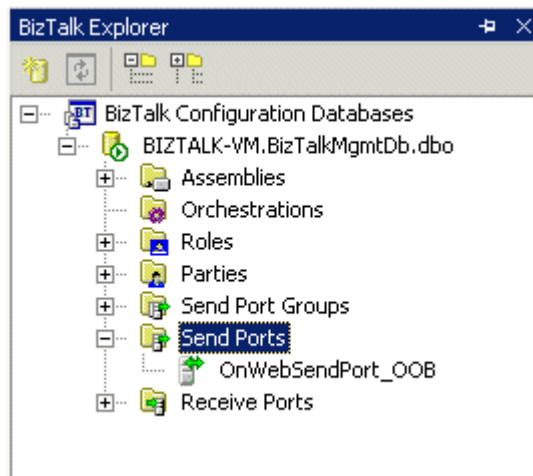 BizTalk Explorer
BizTalk Configuration Databases
BIZTALK-VM.BizTalkMgmtDb.dbo
Assemblies
Orchestrations
Roles
Parties
Send Port Groups
Send Ports
OnWebSendPort_OOB
Receive Ports